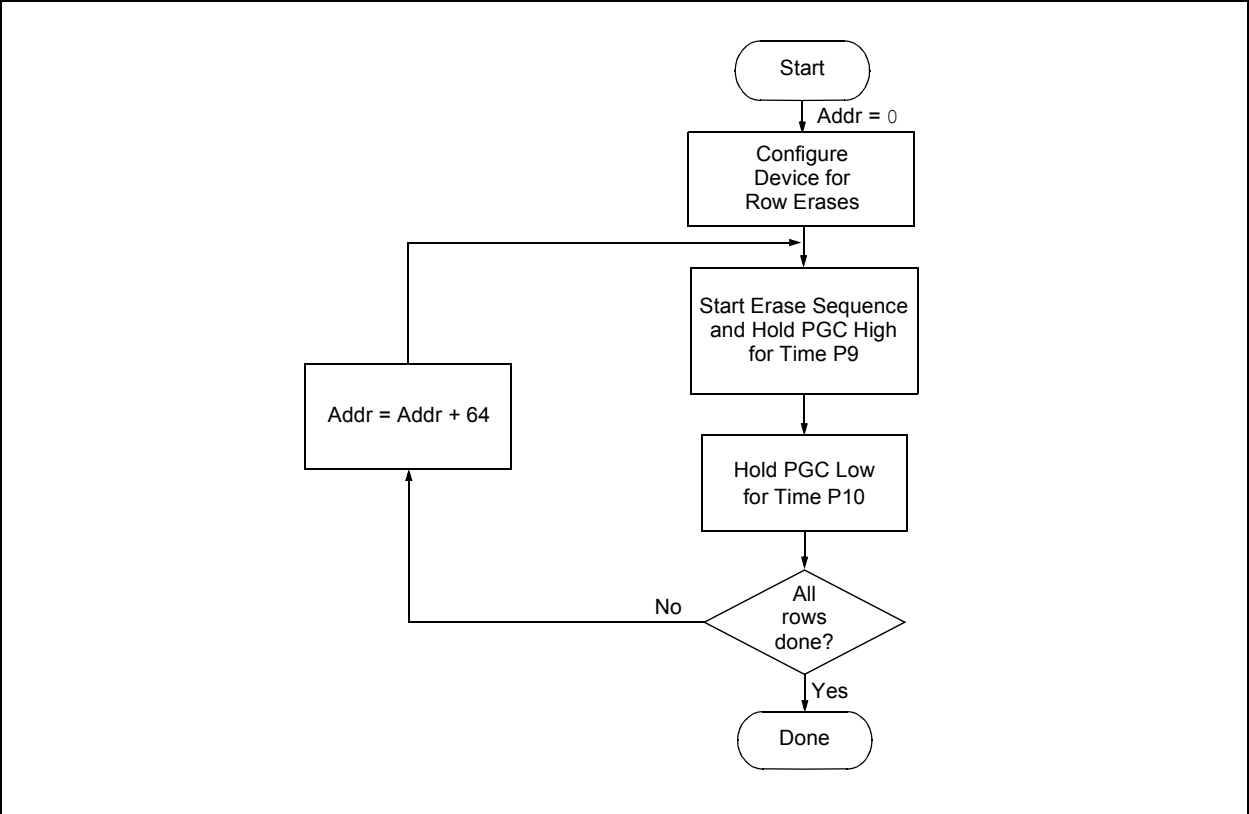 Start
Addr = 0
Configure
Device for
Row Erases
Start Erase Sequence
and Hold PGC High
for Time P9
Addr = Addr + 64
Hold PGC Low
for Time P10
All
rows
done?
No
Yes
Done